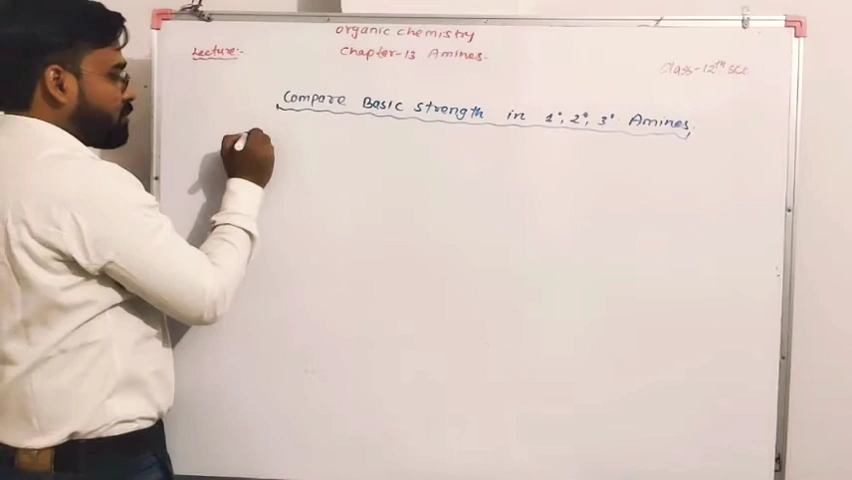 Organic chemistry
Lecture:-
Chapter-13 Amines.
Class-12th Sci
Compare Basic Strength in 1°, 2°, 3° Amines.